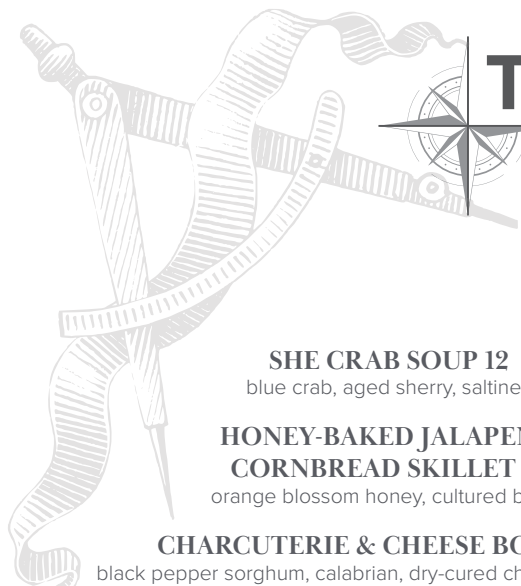 T
SHE CRAB SOUP 12
blue crab, aged sherry, saltine
HONEY-BAKED JALAPEN
CORNBREAD SKILLET
orange blossom honey, cultured b
CHARCUTERIE & CHEESE BO
black pepper sorghum, calabrian, dry-cured ch